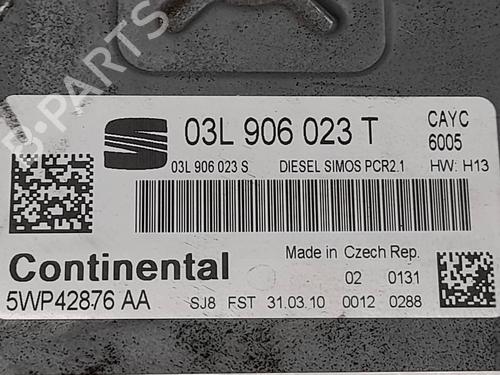 03L 906 023 T
CAYC
6005
03L 906 023 S DIESEL SIMOS PCR2.1 HW: H13
Continental
Made in Czech Rep.
02 0131
5WP42876 AA SJ8 FST 31.03.10 0012 0288
B-PARTS